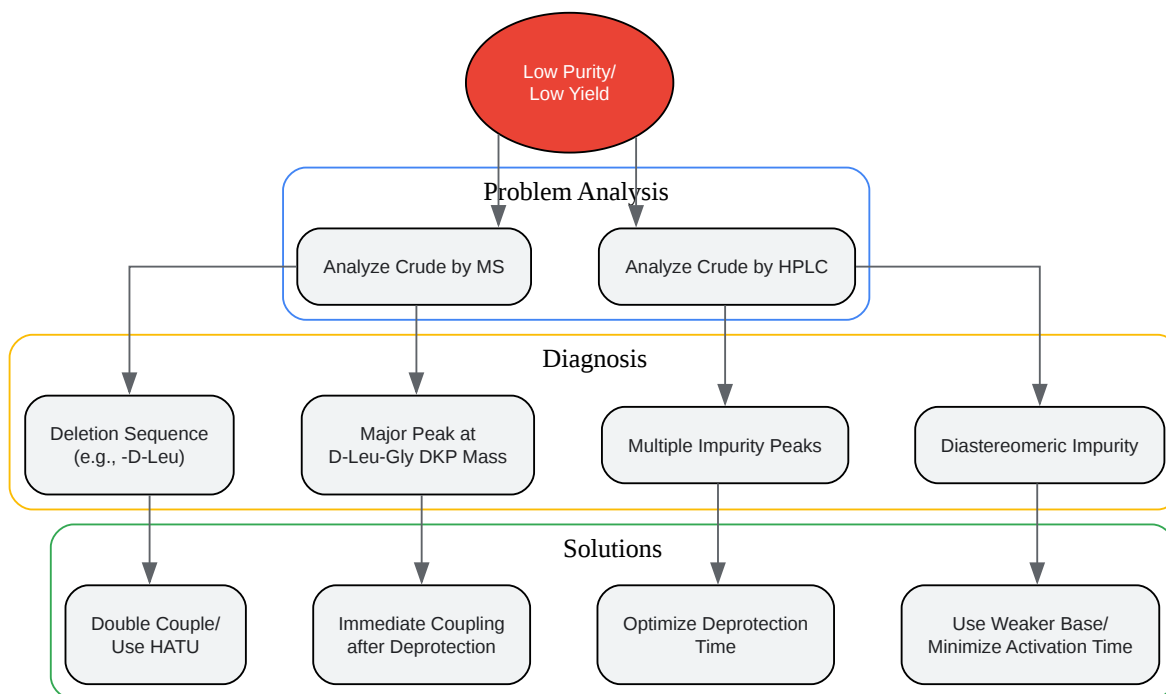 Low Purity/
Low Yield
Problem Analysis
Analyze Crude by MS
Analyze Crude by HPLC
Diagnosis
Deletion Sequence
(e.g., -D-Leu)
Major Peak at
D-Leu-Gly DKP Mass
Multiple Impurity Peaks
Diastereomeric Impurity
Solutions
Double Couple/
Use HATU
Immediate Coupling
after Deprotection
Optimize Deprotection
Time
Use Weaker Base/
Minimize Activation Time